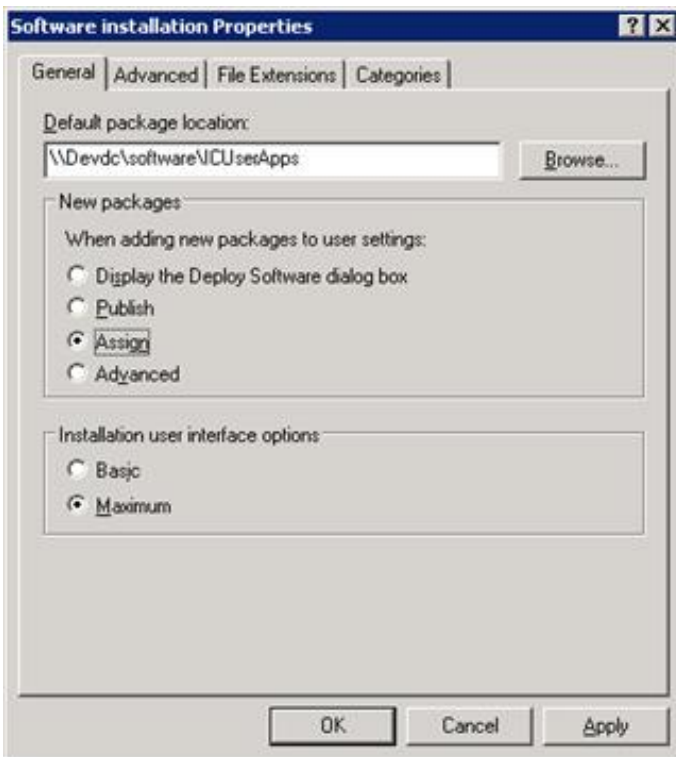 Software installation Properties
General Advanced File Extensions Categories
Default package location:
\\Devdc\software\ICUserApps
Browse...
New packages
When adding new packages to user settings:
Display the Deploy Software dialog box
Publish
Assign
Advanced
Installation user interface options
Basic
Maximum
OK Cancel Apply